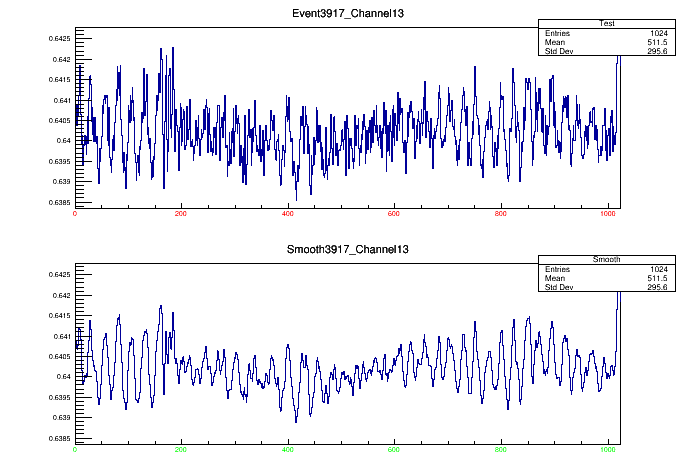 Event3917_Channel13
Test
Entries 1024
Mean 511.5
Std Dev 295.6
0.6425
0.642
0.6415
0.641
0.6405
0.64
0.6395
0.639
0.6385
0 200 400 600 800 1000
Smooth3917_Channel13
Smooth
Entries 1024
Mean 511.5
Std Dev 295.6
0.6425
0.642
0.6415
0.641
0.6405
0.64
0.6395
0.639
0.6385
0 200 400 600 800 1000